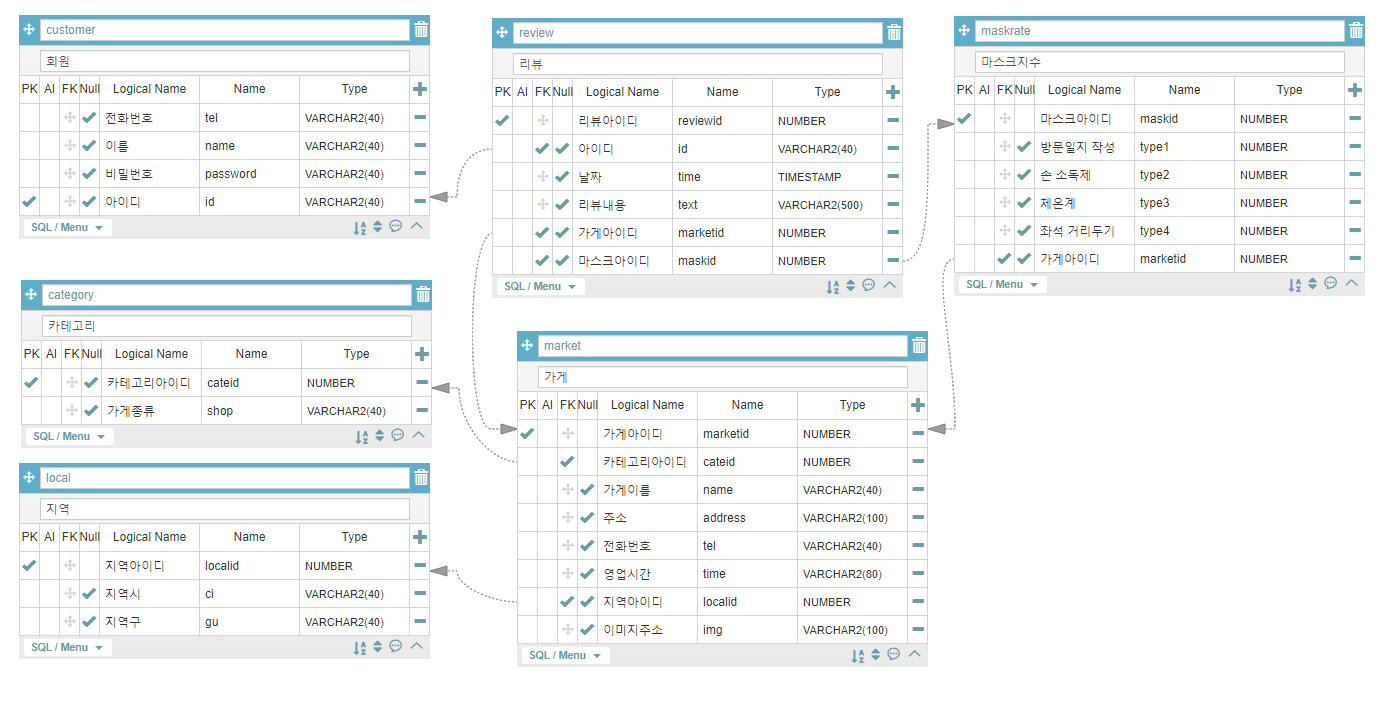 customer
회원
PK AI FK Null Logical Name Name Type
전화번호 tel VARCHAR2(40)
이름 name VARCHAR2(40)
비밀번호 password VARCHAR2(40)
아이디 id VARCHAR2(40)
SQL / Menu
category
카테고리
PK AI FK Null Logical Name Name Type
카테고리아이디 cateid NUMBER
가게종류 shop VARCHAR2(40)
SQL / Menu
local
지역
PK AI FK Null Logical Name Name Type
지역아이디 localid NUMBER
지역시 ci VARCHAR2(40)
지역구 gu VARCHAR2(40)
SQL / Menu
review
리뷰
PK AI FK Null Logical Name Name Type
리뷰아이디 reviewid NUMBER
아이디 id VARCHAR2(40)
날짜 time TIMESTAMP
리뷰내용 text VARCHAR2(500)
가게아이디 marketid NUMBER
마스크아이디 maskid NUMBER
SQL / Menu
market
가게
PK AI FK Null Logical Name Name Type
가게아이디 marketid NUMBER
카테고리아이디 cateid NUMBER
가게이름 name VARCHAR2(40)
주소 address VARCHAR2(100)
전화번호 tel VARCHAR2(40)
영업시간 time VARCHAR2(80)
지역아이디 localid NUMBER
이미지주소 img VARCHAR2(100)
SQL / Menu
maskrate
마스크지수
PK AI FK Null Logical Name Name Type
마스크아이디 maskid NUMBER
방문일지 작성 type1 NUMBER
손 소독제 type2 NUMBER
체온계 type3 NUMBER
좌석 거리두기 type4 NUMBER
가게아이디 marketid NUMBER
SQL / Menu